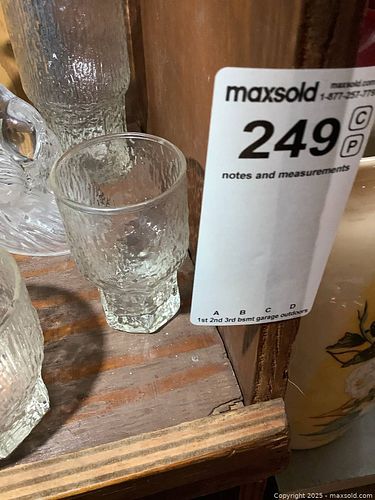 maxsold
maxsold.com
1-877-257-779
249
C
P
notes and measurements
A B C D
1st 2nd 3rd bsmt garage outdoors
Copyright 2025 - maxsold.com